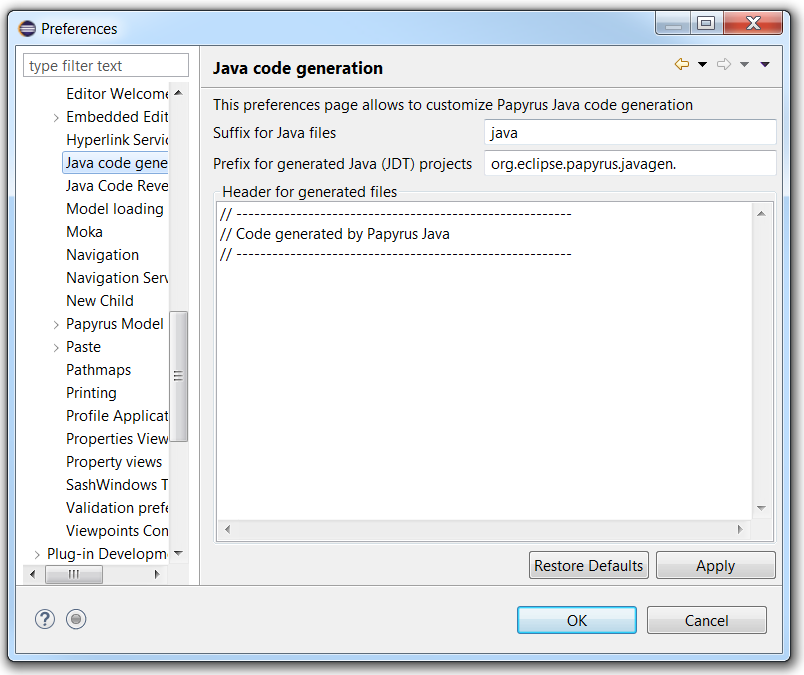 Preferences
type filter text
Editor Welcome
Embedded Edit
Hyperlink Servic
Java code gene
Java Code Reve
Model loading
Moka
Navigation
Navigation Serv
New Child
Papyrus Model
Paste
Pathmaps
Printing
Profile Applicat
Properties View
Property views
SashWindows T
Validation prefe
Viewpoints Con
Plug-in Developm
Java code generation
This preferences page allows to customize Papyrus Java code generation
Suffix for Java files
java
Prefix for generated Java (JDT) projects
org.eclipse.papyrus.javagen.
Header for generated files
// --------------------------------------------------------
// Code generated by Papyrus Java
// --------------------------------------------------------
Restore Defaults
Apply
?
OK
Cancel